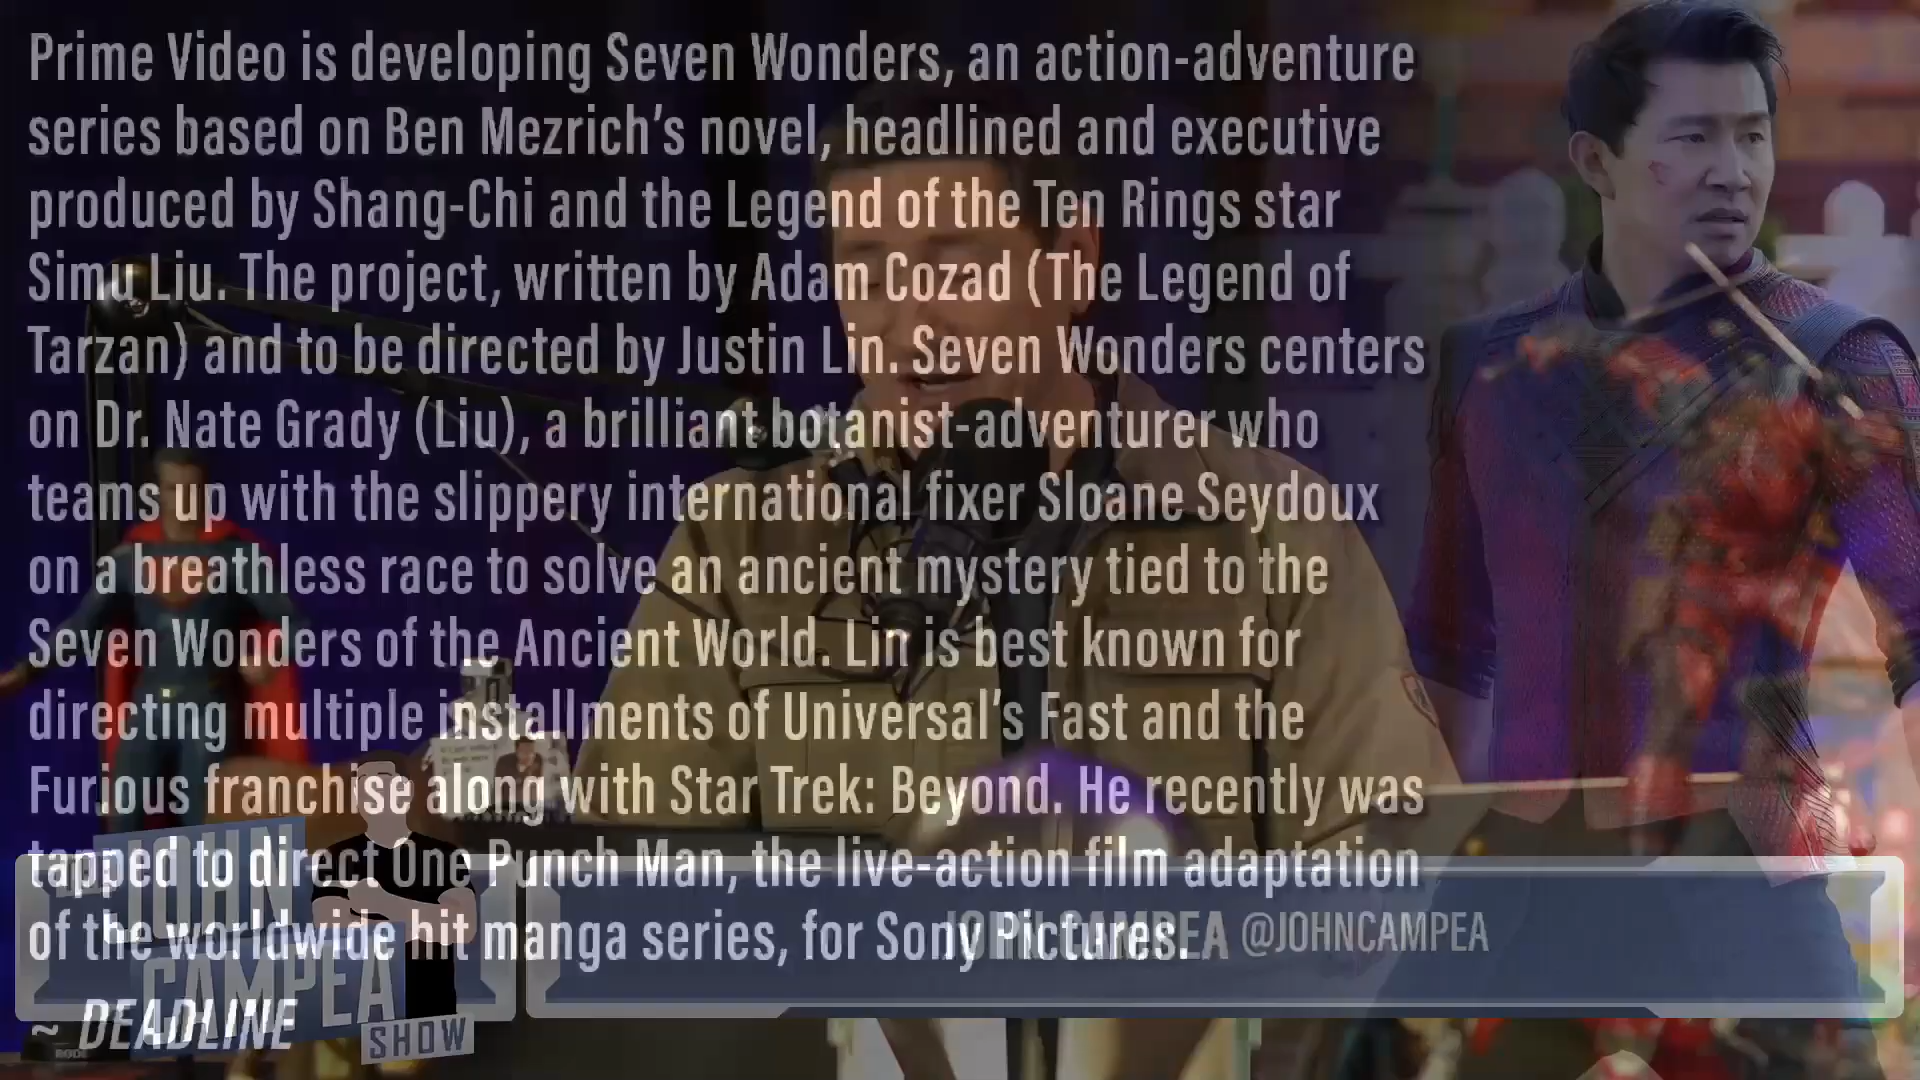 Prime Video is developing Seven Wonders, an action-adventure
series based on Ben Mezrich’s novel, headlined and executive
produced by Shang-Chi and the Legend of the Ten Rings star
Simu Liu. The project, written by Adam Cozad (The Legend of
Tarzan) and to be directed by Justin Lin. Seven Wonders centers
on Dr. Nate Grady (Liu), a brilliant botanist-adventurer who
teams up with the slippery international fixer Sloane Seydoux
on a breathless race to solve an ancient mystery tied to the
Seven Wonders of the Ancient World. Lin is best known for
directing multiple installments of Universal’s Fast and the
Furious franchise along with Star Trek: Beyond. He recently was
tapped to direct One Punch Man, the live-action film adaptation
of the worldwide hit manga series, for Sony Pictures.
~ DEADLINE
JOHN
CAMPEA
SHOW
JOHN CAMPEA @JOHNCAMPEA
RODE